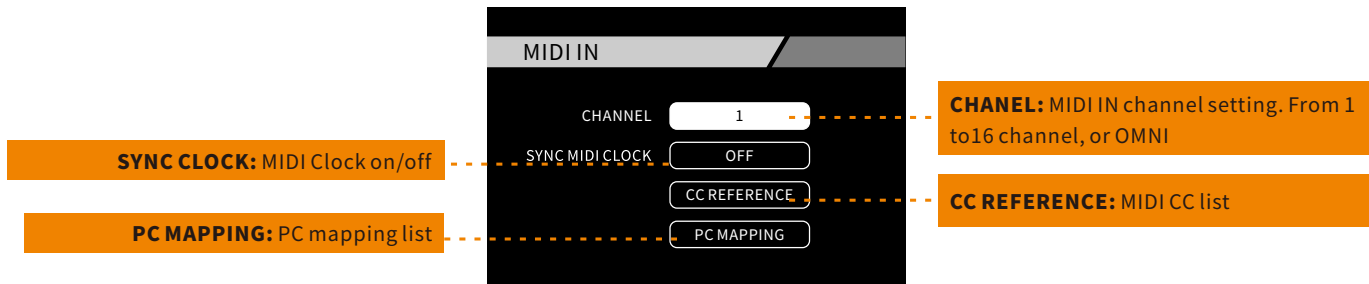 MIDI IN
CHANNEL 1
CHANEL: MIDI IN channel setting. From 1
to16 channel, or OMNI
SYNC CLOCK: MIDI Clock on/off
SYNC MIDI CLOCK OFF
CC REFERENCE
CC REFERENCE: MIDI CC list
PC MAPPING: PC mapping list
PC MAPPING